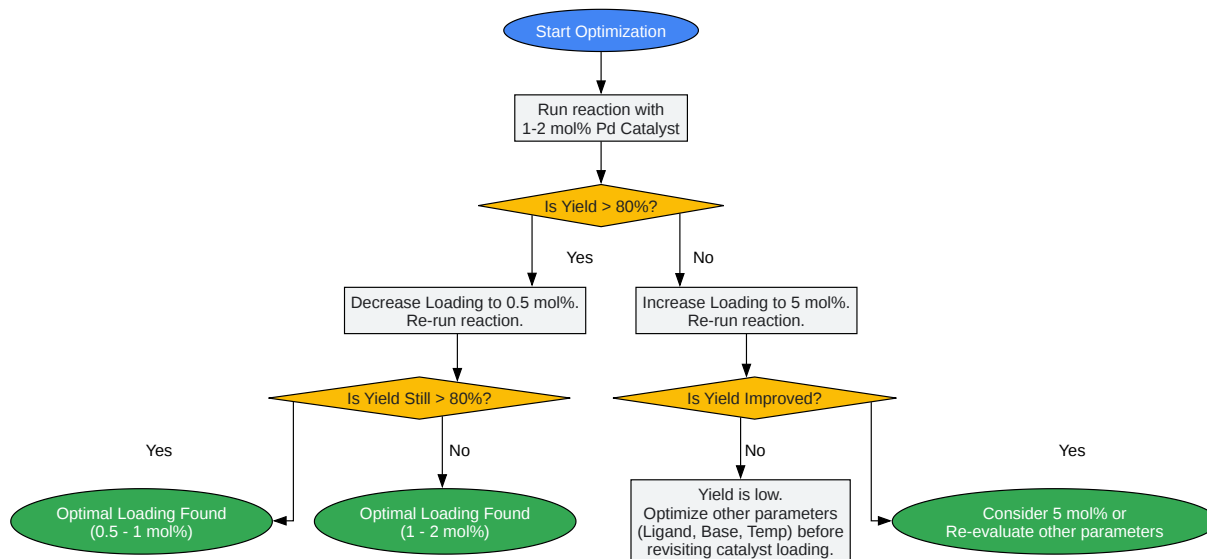 Start Optimization
Run reaction with
1-2 mol% Pd Catalyst
Is Yield > 80%?
Yes
No
Decrease Loading to 0.5 mol%.
Re-run reaction.
Increase Loading to 5 mol%.
Re-run reaction.
Is Yield Still > 80%?
Is Yield Improved?
Yes
No
No
Yes
Optimal Loading Found
(0.5 - 1 mol%)
Optimal Loading Found
(1 - 2 mol%)
Yield is low.
Optimize other parameters
(Ligand, Base, Temp) before
revisiting catalyst loading.
Consider 5 mol% or
Re-evaluate other parameters